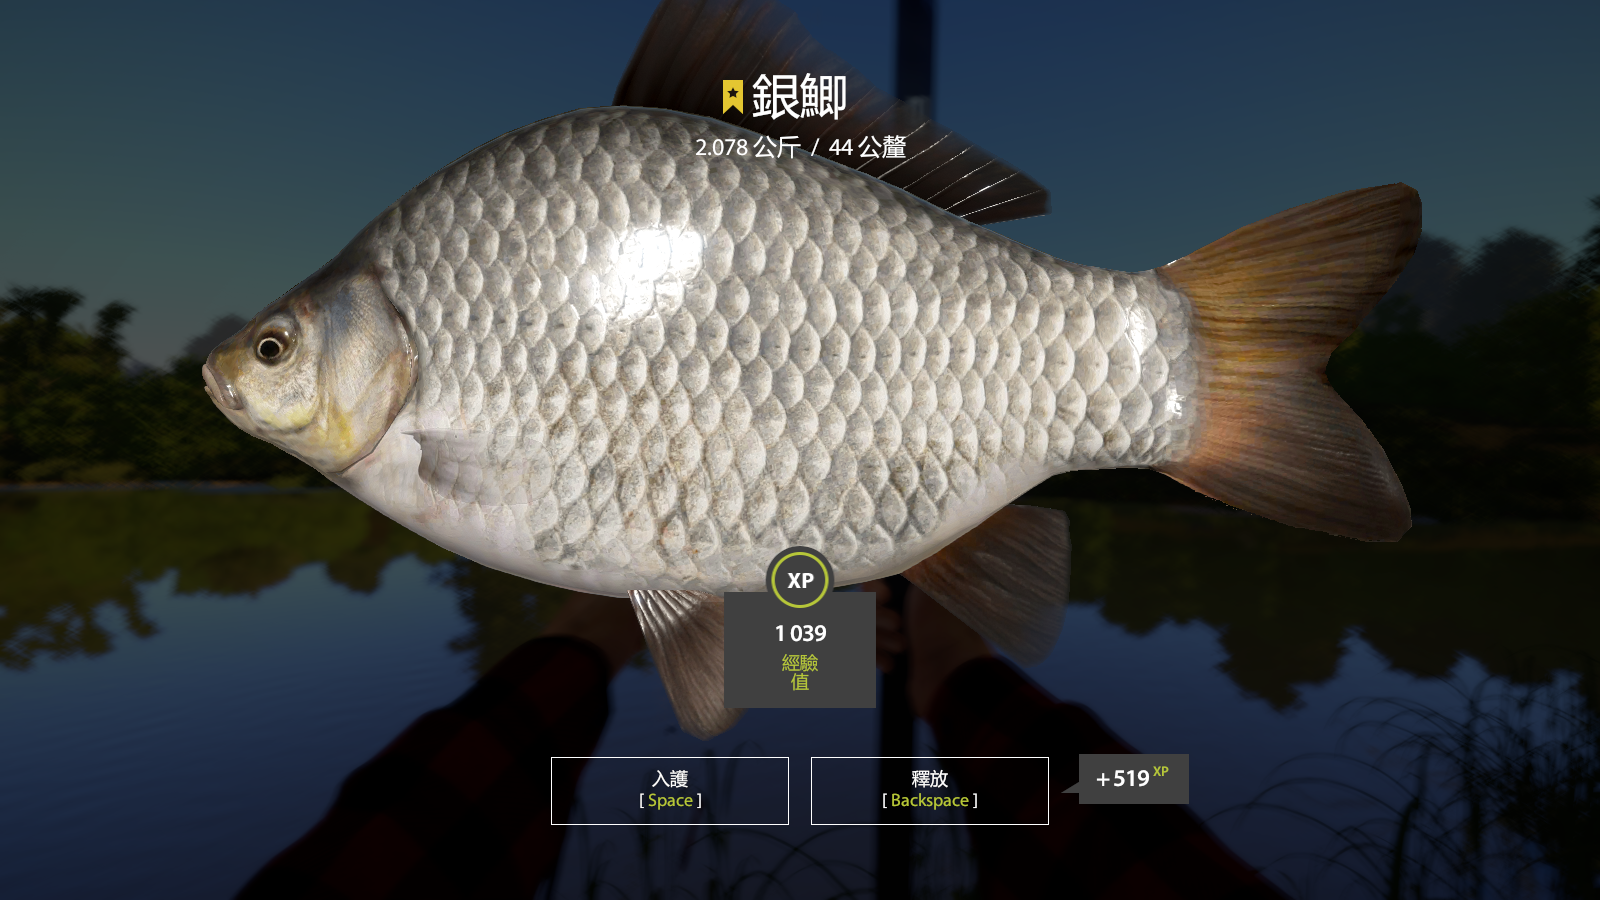 銀鯽
2.078 公斤 / 44 公釐
XP
1 039
經驗
值
入護
[ Space ]
釋放
[ Backspace ]
+519 XP